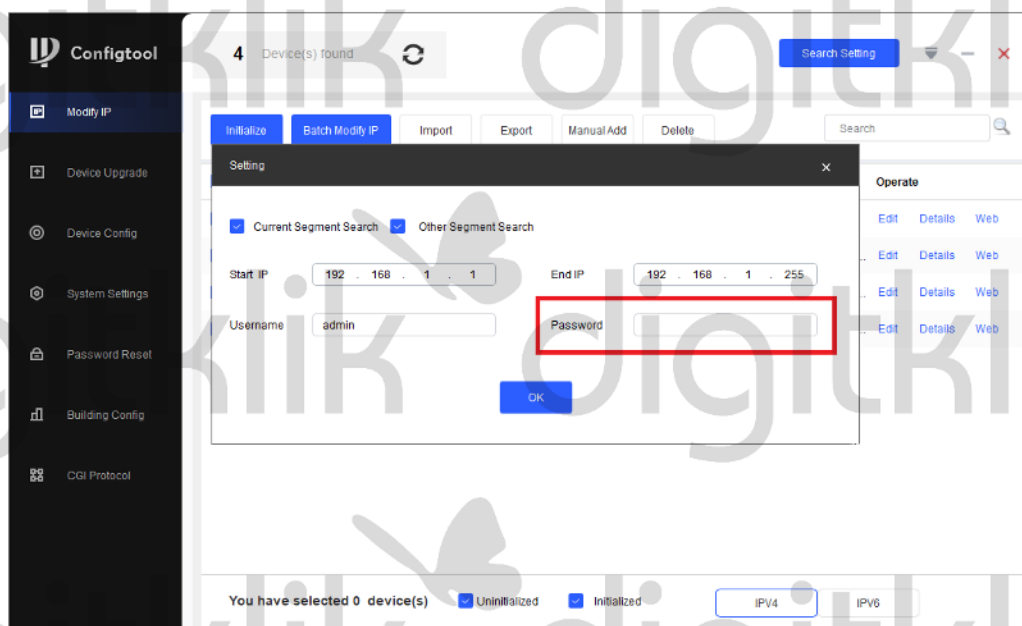 Configtool
4 Device(s) found
Search Setting
Modify IP
Device Upgrade
Device Config
System Settings
Password Reset
Building Config
CGI Protocol
Initialize Batch Modify IP Import Export Manual Add Delete Search
Setting
Operate
Current Segment Search Other Segment Search
Start IP 192 . 168 . 1 . 1 End IP 192 . 168 . 1 . 255
Username admin Password
OK
Edit Details Web
Edit Details Web
Edit Details Web
Edit Details Web
You have selected 0 device(s) Uninitialized Initialized IPV4 IPV6
digitklik
digitklik